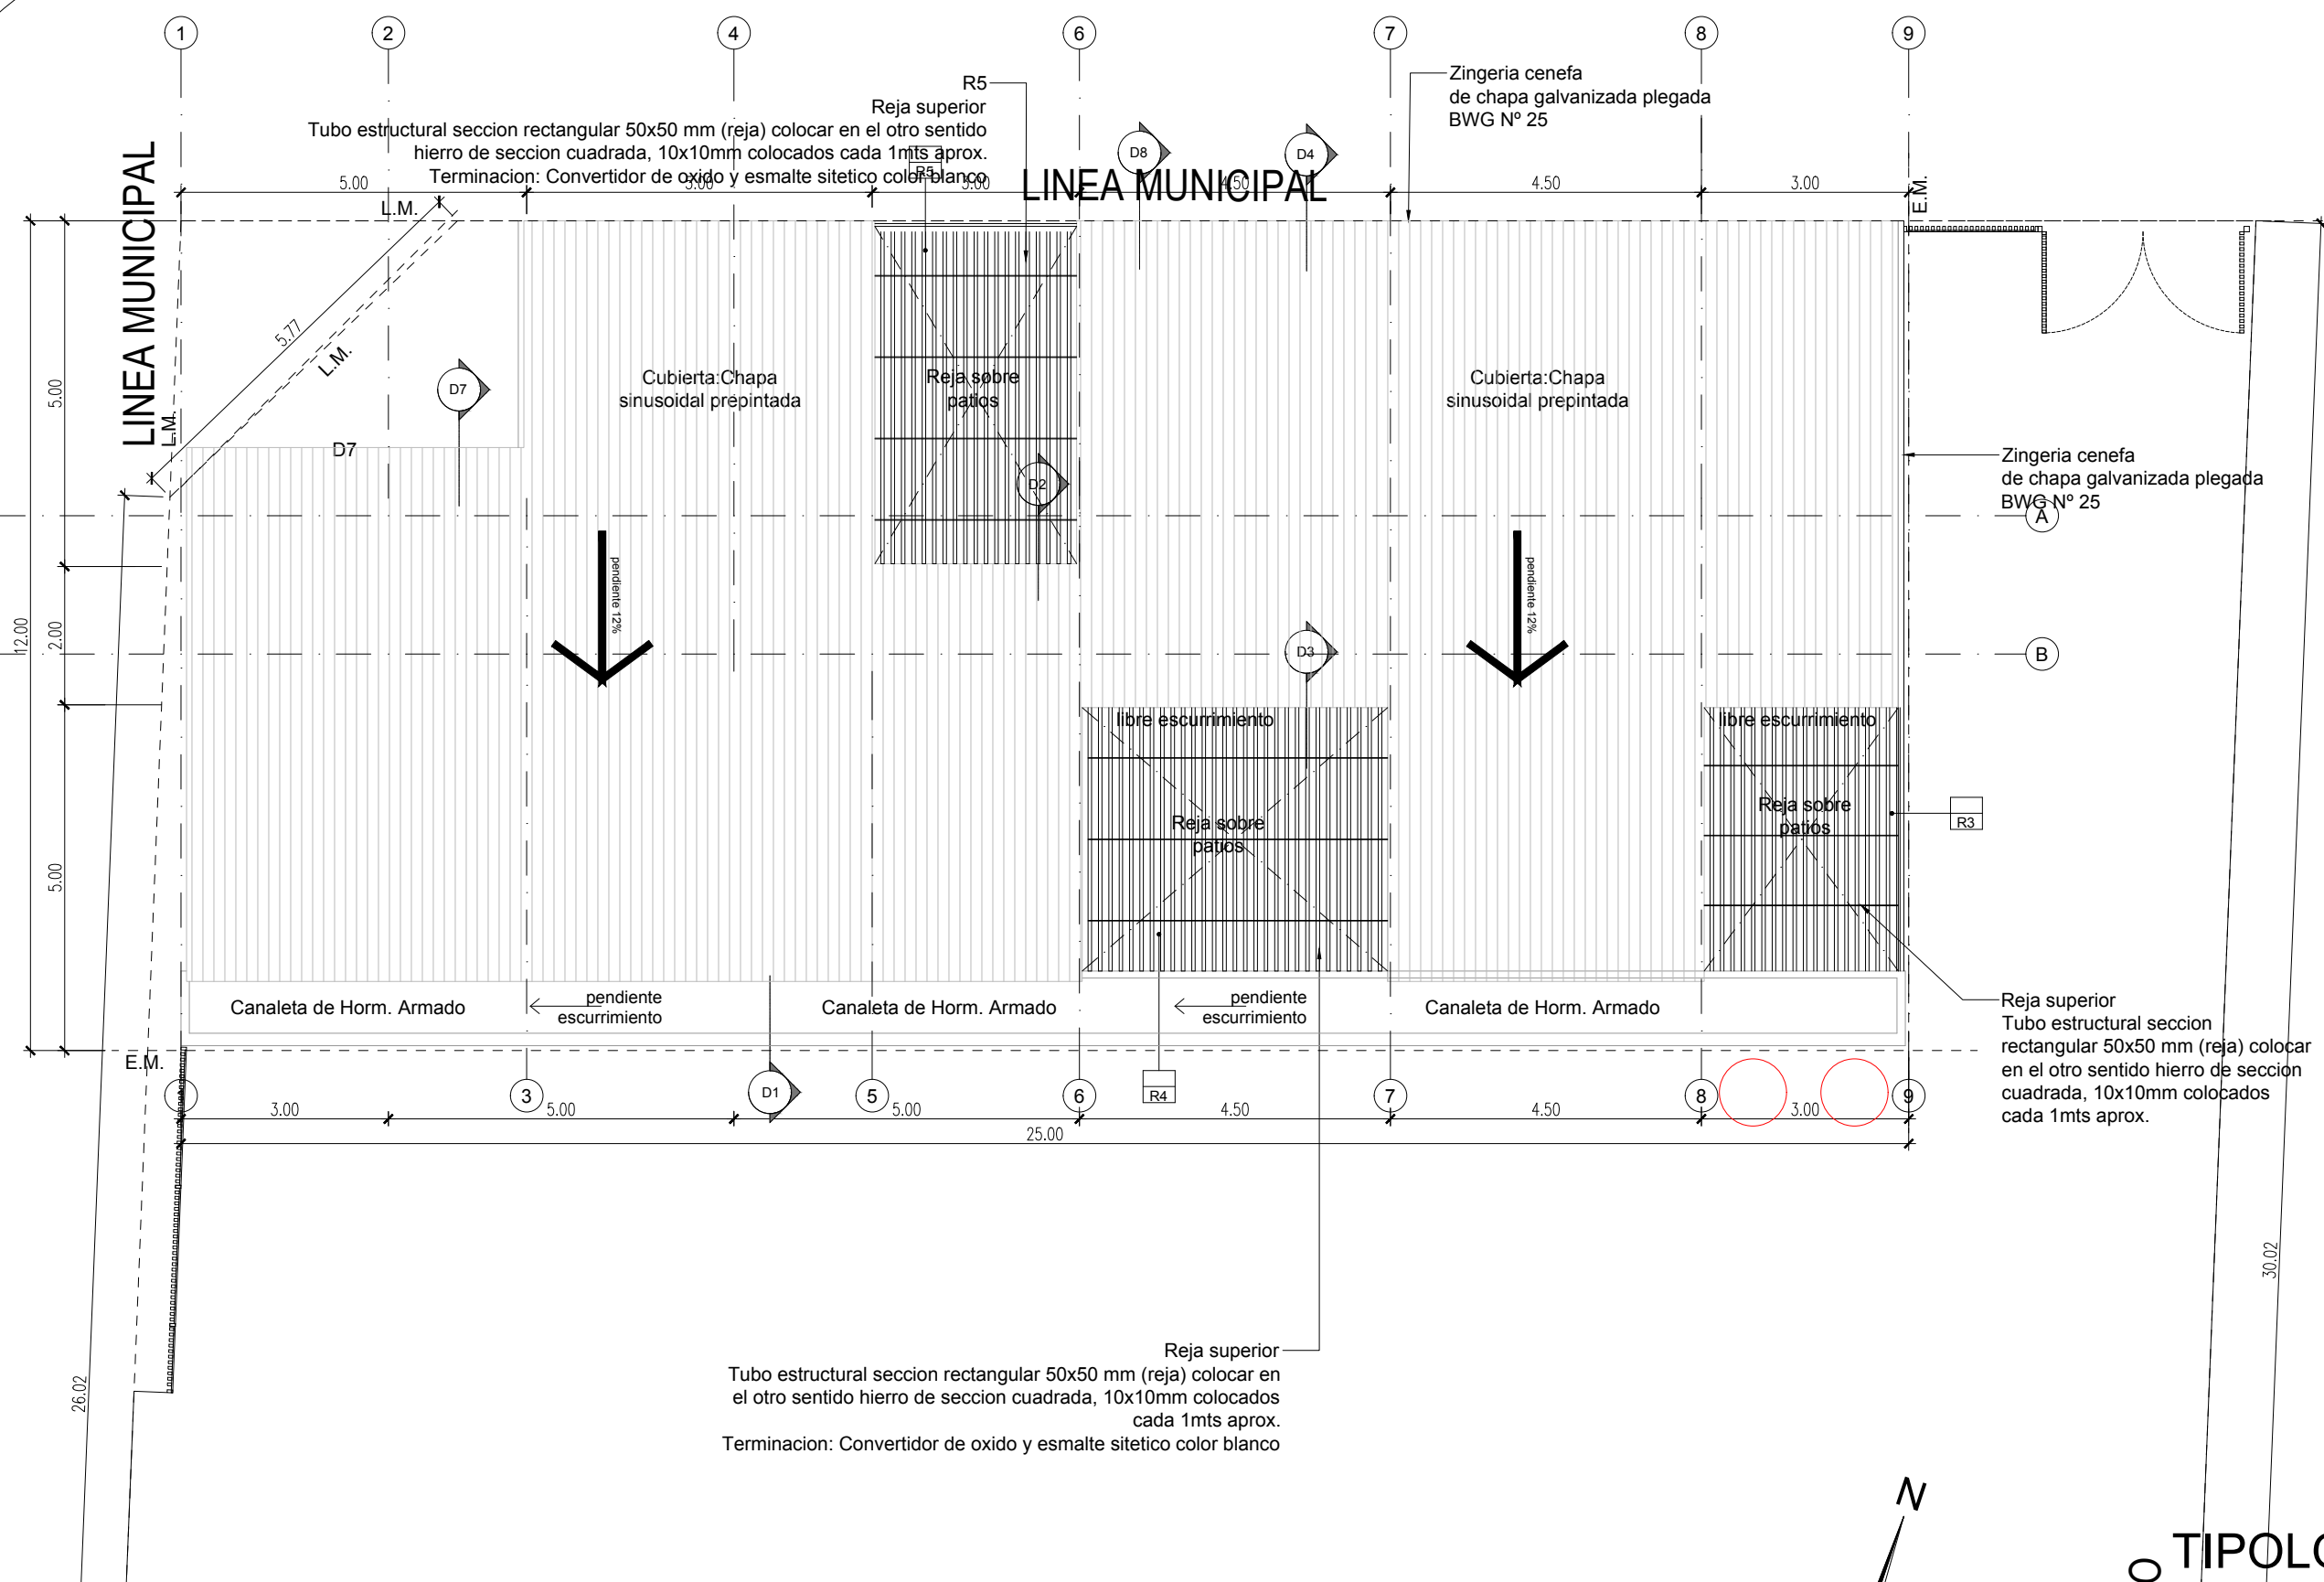 1
2
4
6
7
8
9
R5
Reja superior
Tubo estructural seccion rectangular 50x50 mm (reja) colocar en el otro sentido
hierro de seccion cuadrada, 10x10mm colocados cada 1mts aprox.
Terminacion: Convertidor de oxido y esmalte sitetico color blanco
R5
Zingeria cenefa
de chapa galvanizada plegada
BWG Nº 25
D8
D4
LINEA MUNICIPAL
LINEA MUNICIPAL
5.00
5.00
3.00
4.50
4.50
3.00
E.M.
L.M.
5.77
L.M.
L.M.
D7
D7
Cubierta:Chapa
sinusoidal prepintada
Reja sobre
patios
Cubierta:Chapa
sinusoidal prepintada
D2
Zingeria cenefa
de chapa galvanizada plegada
BWG Nº 25
A
B
5.00
2.00
5.00
12.00
pendiente 12%
pendiente 12%
D3
libre escurrimiento
libre escurrimiento
Reja sobre
patios
Reja sobre
patios
R3
Canaleta de Horm. Armado
pendiente
escurrimiento
Canaleta de Horm. Armado
pendiente
escurrimiento
Canaleta de Horm. Armado
Reja superior
Tubo estructural seccion
rectangular 50x50 mm (reja) colocar
en el otro sentido hierro de seccion
cuadrada, 10x10mm colocados
cada 1mts aprox.
E.M.
3
D1
5
6
R4
7
8
9
3.00
5.00
5.00
4.50
4.50
3.00
25.00
26.02
30.02
Reja superior
Tubo estructural seccion rectangular 50x50 mm (reja) colocar en
el otro sentido hierro de seccion cuadrada, 10x10mm colocados
cada 1mts aprox.
Terminacion: Convertidor de oxido y esmalte sitetico color blanco
N